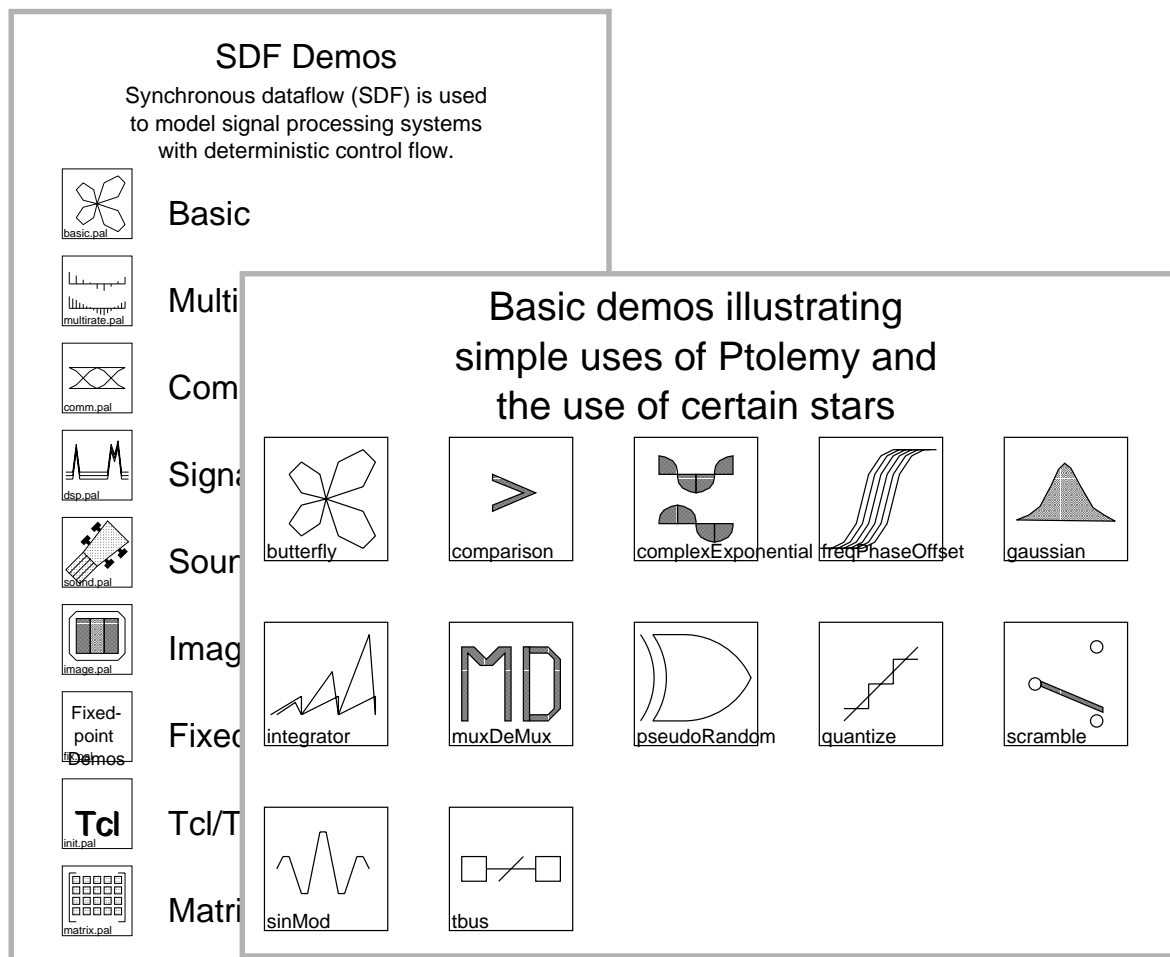 SDF Demos
Synchronous dataflow (SDF) is used
to model signal processing systems
with deterministic control flow.
basic.pal
Basic
multirate.pal
Multi
comm.pal
Com
dsp.pal
Signa
sound.pal
Soun
image.pal
Imag
Fixed-
point
Demos
fix.pal
Fixed
Tcl
init.pal
Tcl/T
matrix.pal
Matri
Basic demos illustrating
simple uses of Ptolemy and
the use of certain stars
butterfly
comparison
complexExponential
freqPhaseOffset
gaussian
integrator
MD
muxDeMux
pseudoRandom
quantize
scramble
sinMod
tbus